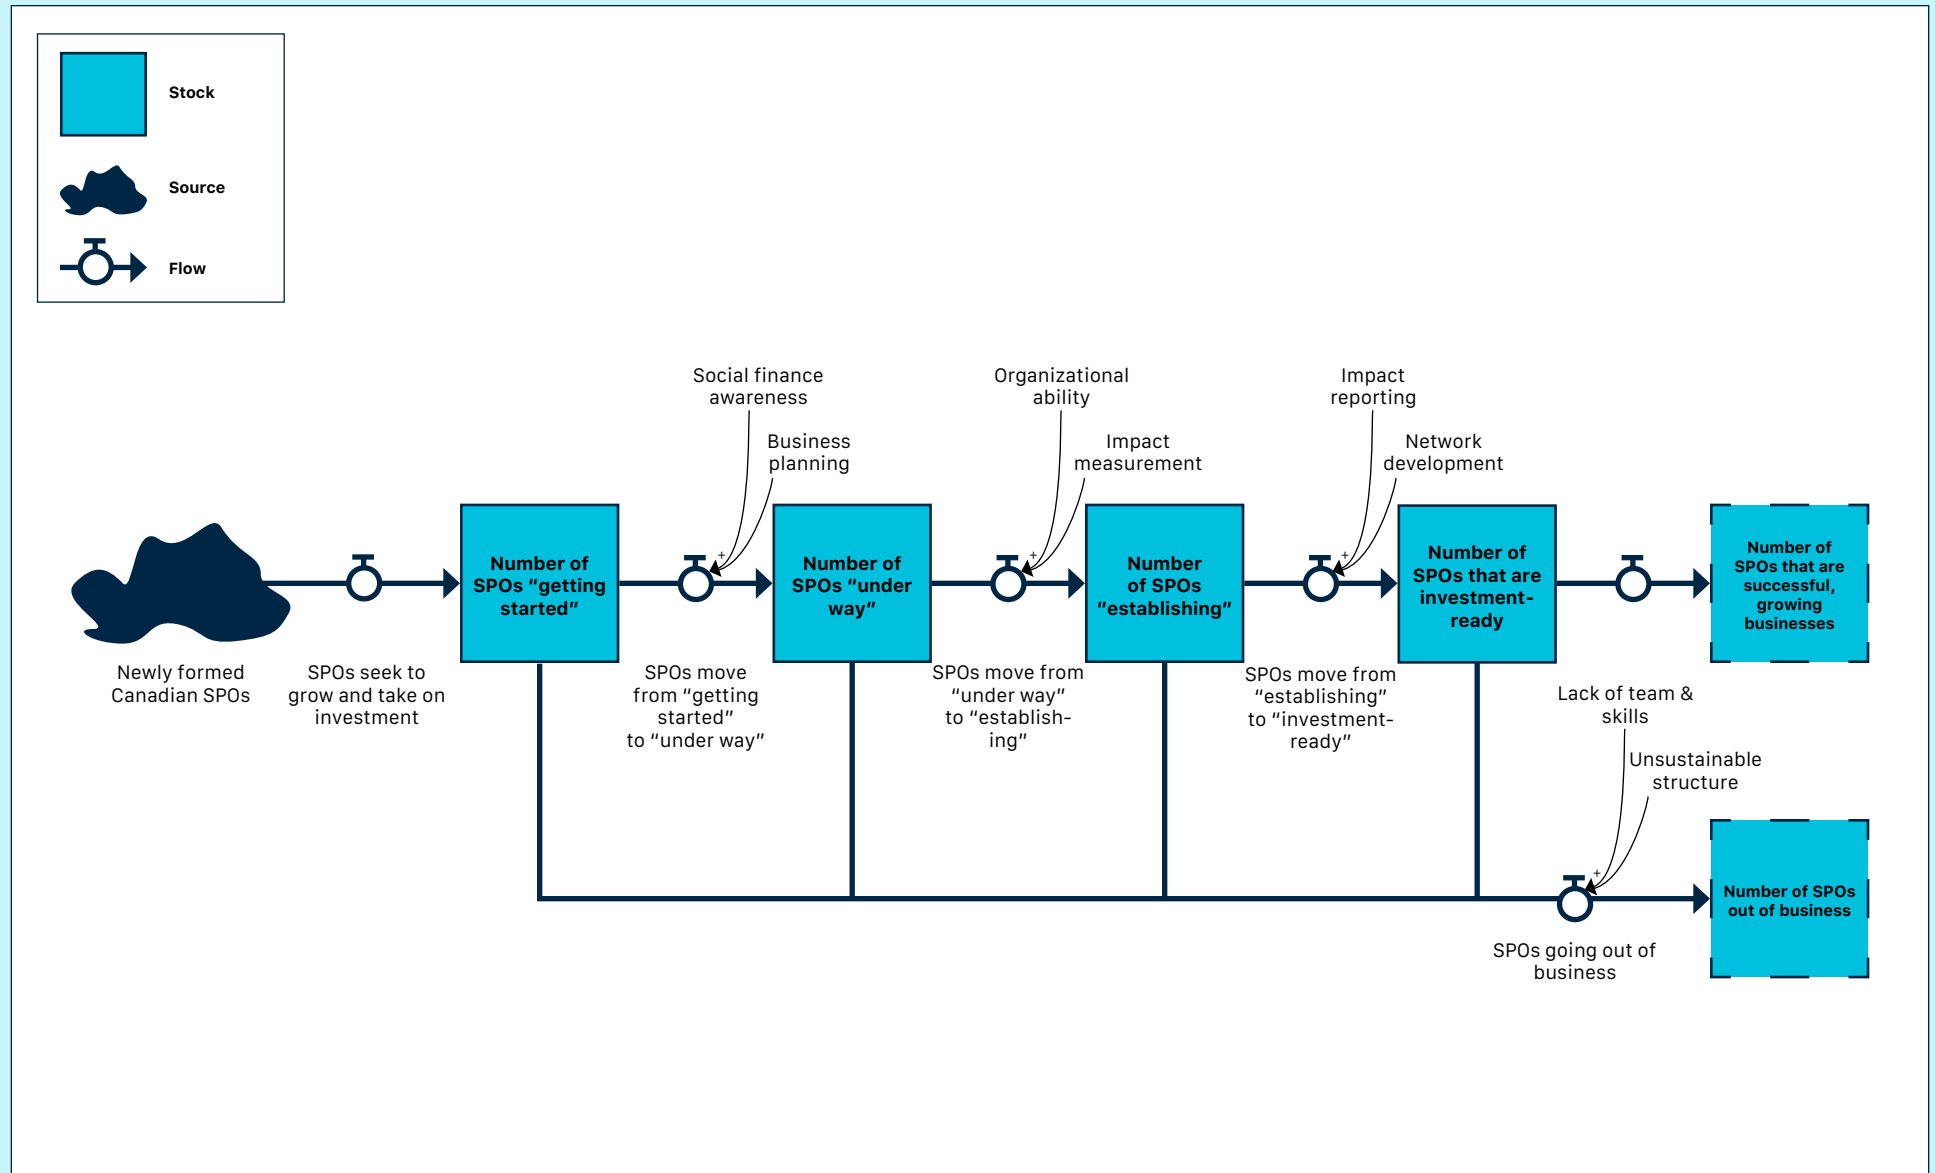 Stock
Source
Flow
Social finance
awareness
Business
planning
Organizational
ability
Impact
measurement
Impact
reporting
Network
development
+
+
+
Number of
SPOs “getting
started”
Number of
SPOs “under
way”
Number
of SPOs
“establishing”
Number of
SPOs that are
investment-
ready
Number of
SPOs that are
successful,
growing
businesses
Newly formed
Canadian SPOs
SPOs seek to
grow and take on
investment
SPOs move
from “getting
started”
to “under way”
SPOs move from
“under way”
to “establish-
ing”
SPOs move from
“establishing”
to “investment-
ready”
Lack of team &
skills
Unsustainable
structure
+
Number of SPOs
out of business
SPOs going out of
business